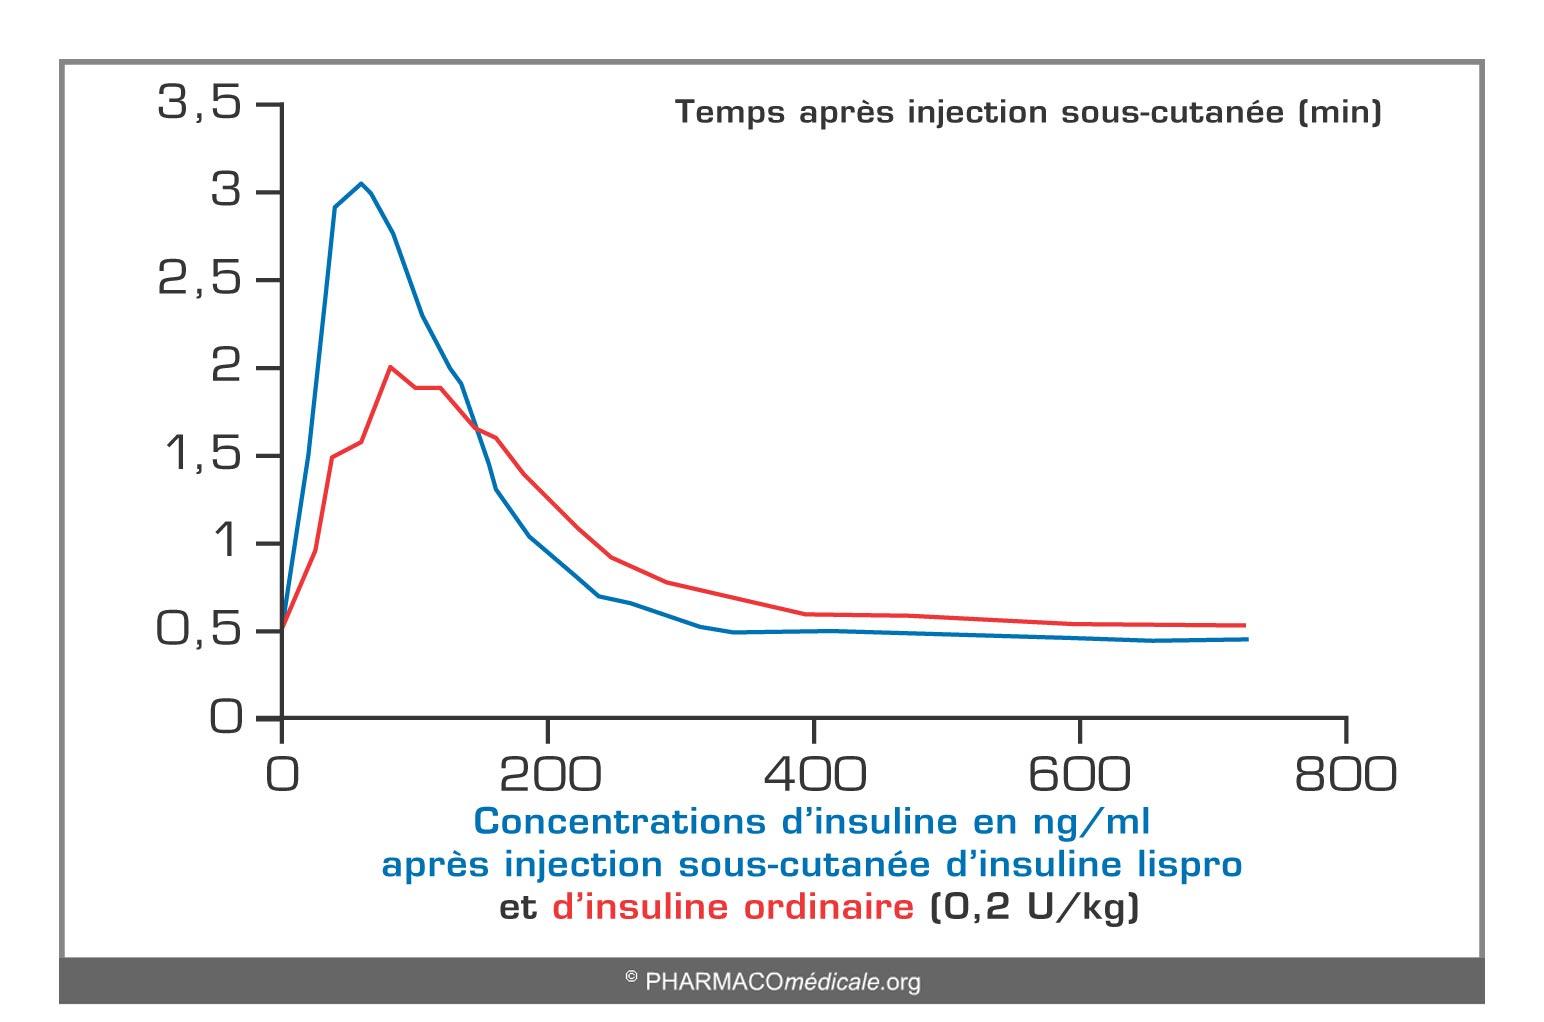 3,5
Temps après injection sous-cutanée (min)
3
2,5
2
1,5
1
0,5
0
0 200 400 600 800
Concentrations d'insuline en ng/ml
après injection sous-cutanée d'insuline lispro
et d'insuline ordinaire (0,2 U/kg)
© PHARMACOmédicale.org